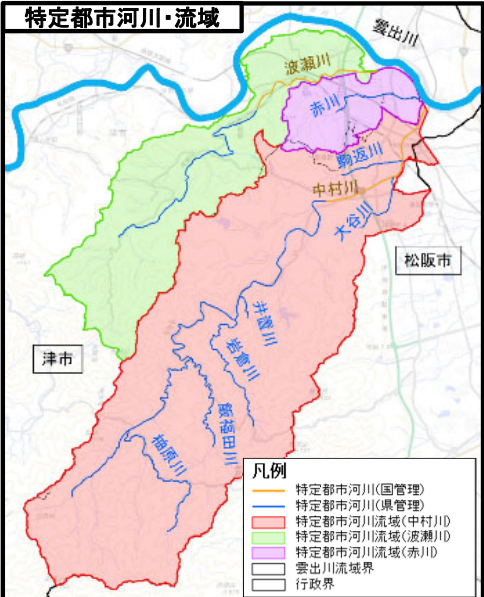 特定都市河川・流域
雲出川
波瀬川
赤川
駒返川
中村川
大谷川
松阪市
井関川
岩倉川
津市
飯福田川
柚原川
凡例
特定都市河川(国管理)
特定都市河川(県管理)
特定都市河川流域(中村川)
特定都市河川流域(波瀬川)
特定都市河川流域(赤川)
雲出川流域界
行政界